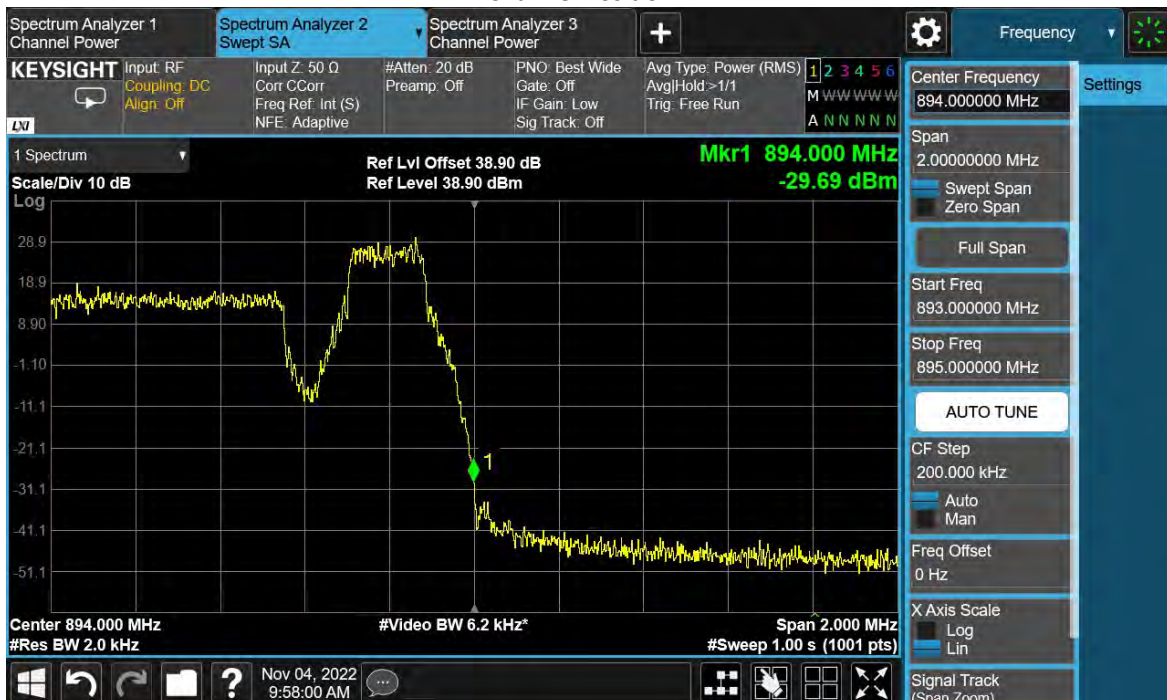 Spectrum Analyzer 1
Channel Power
Spectrum Analyzer 2
Swept SA
Spectrum Analyzer 3
Channel Power
+
Frequency
KEYSIGHT
LXI
Input: RF
Coupling: DC
Align: Off
Input Z: 50 Ω
Corr CCorr
Freq Ref: Int (S)
NFE: Adaptive
#Atten: 20 dB
Preamp: Off
PNO: Best Wide
Gate: Off
IF Gain: Low
Sig Track: Off
Avg Type: Power (RMS)
Avg|Hold:>1/1
Trig: Free Run
1 2 3 4 5 6
M W W W W W
A N N N N N
1 Spectrum
Scale/Div 10 dB
Log
Ref Lvl Offset 38.90 dB
Ref Level 38.90 dBm
Mkr1 894.000 MHz
-29.69 dBm
28.9
18.9
8.90
-1.10
-11.1
-21.1
-31.1
-41.1
-51.1
1
Center 894.000 MHz
#Res BW 2.0 kHz
#Video BW 6.2 kHz*
Span 2.000 MHz
#Sweep 1.00 s (1001 pts)
Nov 04, 2022
9:58:00 AM
?
Center Frequency
894.000000 MHz
Span
2.00000000 MHz
Swept Span
Zero Span
Full Span
Start Freq
893.000000 MHz
Stop Freq
895.000000 MHz
AUTO TUNE
CF Step
200.000 kHz
Auto
Man
Freq Offset
0 Hz
X Axis Scale
Log
Lin
Signal Track
(Span Zoom)
Settings